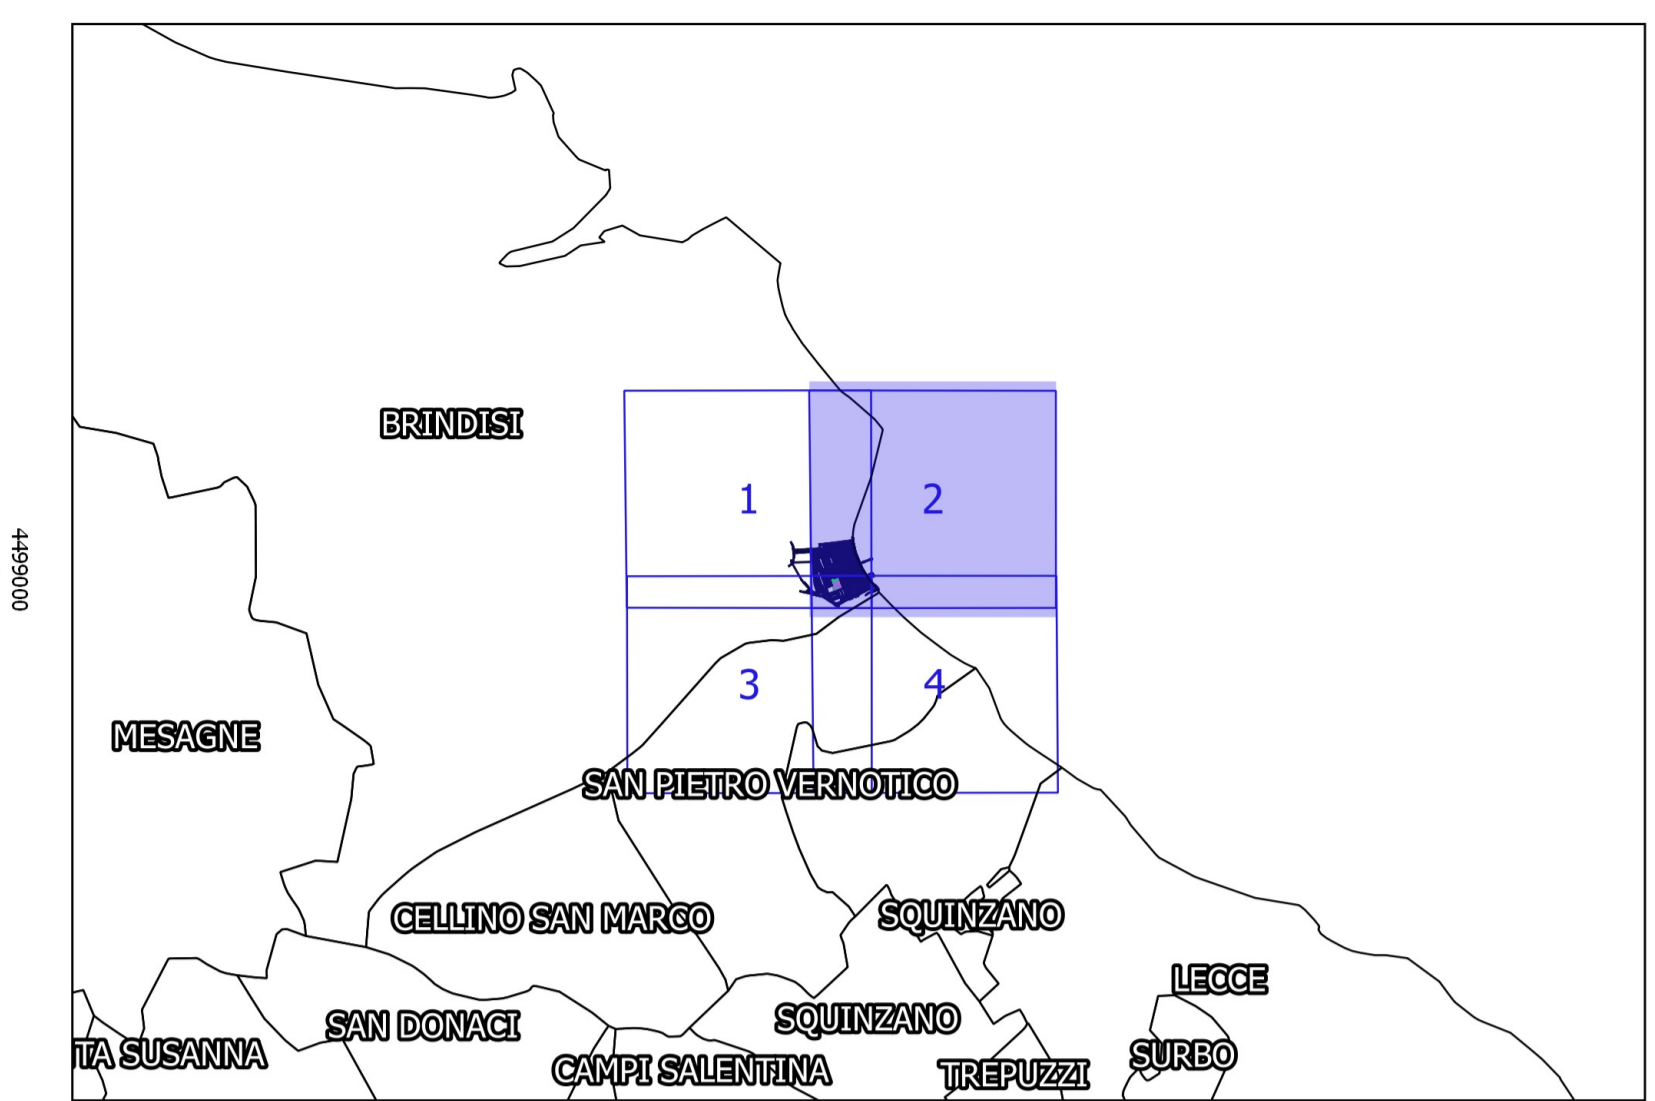 BRINDISI
1
2
4499000
3
4
MESAGNE
SAN PIETRO VERNOTICO
CELLINO SAN MARCO
SQUINZANO
LECCE
SAN DONACI
SQUINZANO
TA SUSANNA
CAMPI SALENTINA
TREPUZZI
SURBO